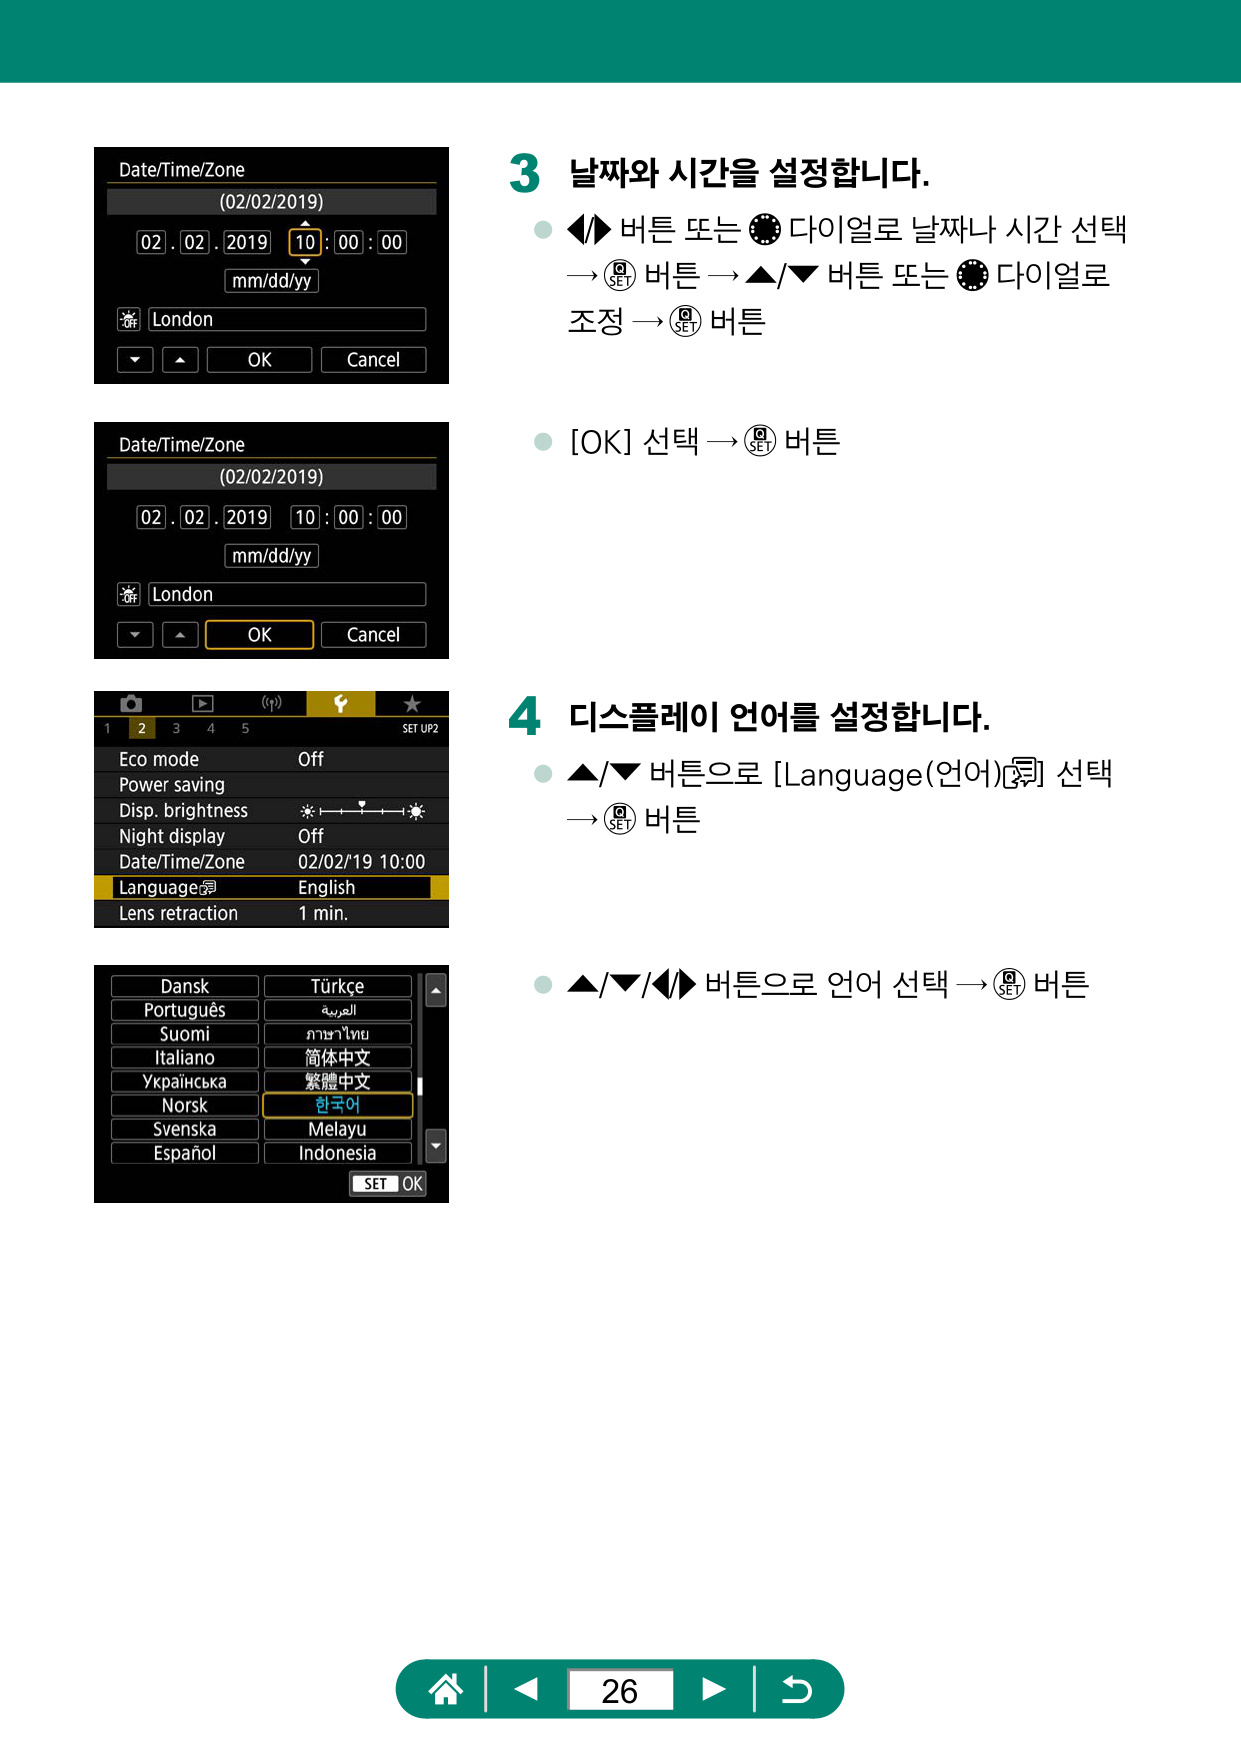 Date/Time/Zone
(02/02/2019)
02 . 02 . 2019 10 : 00 : 00
mm/dd/yy
OFF London
OK Cancel
3 날짜와 시간을 설정합니다.
◀/▶ 버튼 또는 다이얼로 날짜나 시간 선택
→ Q SET 버튼 → ▲/▼ 버튼 또는 다이얼로
조정 → Q SET 버튼
Date/Time/Zone
(02/02/2019)
02 . 02 . 2019 10 : 00 : 00
mm/dd/yy
OFF London
OK Cancel
[OK] 선택 → Q SET 버튼
1 2 3 4 5 SET UP2
Eco mode Off
Power saving
Disp. brightness
Night display Off
Date/Time/Zone 02/02/'19 10:00
Language English
Lens retraction 1 min.
4 디스플레이 언어를 설정합니다.
▲/▼ 버튼으로 [Language(언어)] 선택
→ Q SET 버튼
Dansk Türkçe
Português العربية
Suomi ภาษาไทย
Italiano 简体中文
Українська 繁體中文
Norsk 한국어
Svenska Melayu
Español Indonesia
SET OK
▲/▼/◀/▶ 버튼으로 언어 선택 → Q SET 버튼
26